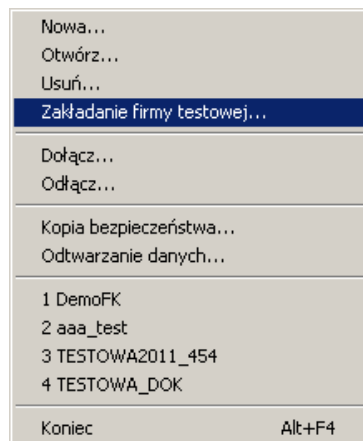 Nowa...
Otwórz...
Usuń...
Zakładanie firmy testowej...
Dołącz...
Odłącz...
Kopia bezpieczeństwa...
Odtwarzanie danych...
1 DemoFK
2 aaa_test
3 TESTOWA2011_454
4 TESTOWA_DOK
Koniec Alt+F4